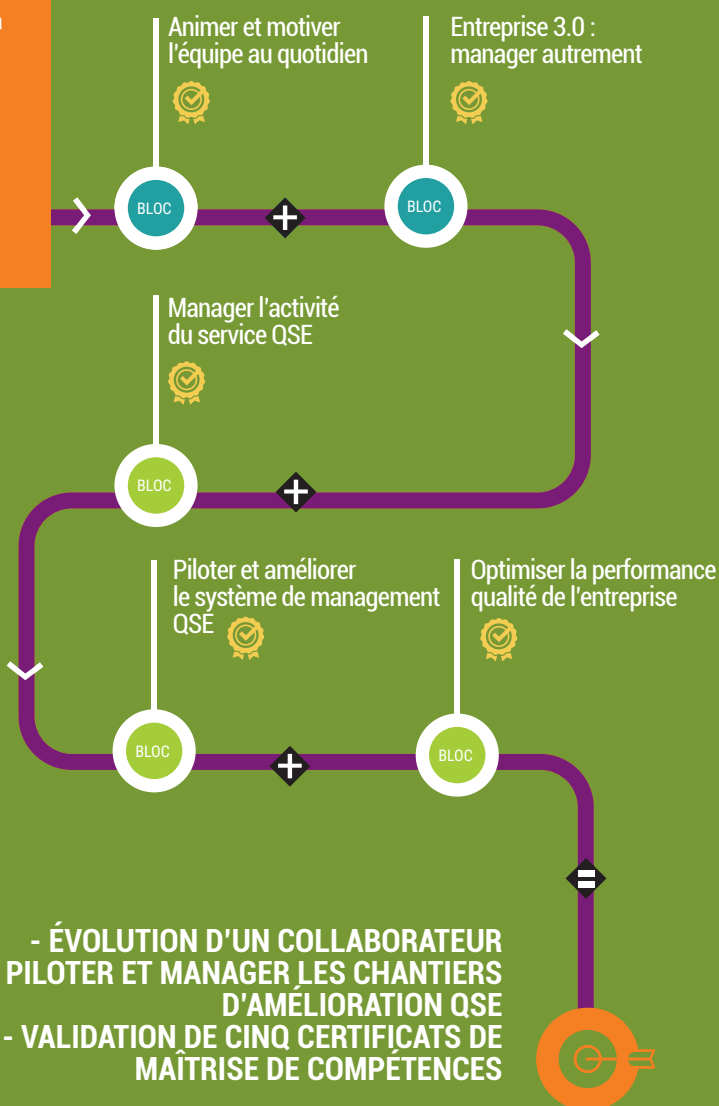 Animer et motiver
l'équipe au quotidien
Entreprise 3.0 :
manager autrement
BLOC
BLOC
Manager l'activité
du service QSE
BLOC
Piloter et améliorer
le système de management
QSE
Optimiser la performance
qualité de l'entreprise
BLOC
BLOC
- ÉVOLUTION D'UN COLLABORATEUR
PILOTER ET MANAGER LES CHANTIERS
D'AMÉLIORATION QSE
- VALIDATION DE CINQ CERTIFICATS DE
MAÎTRISE DE COMPÉTENCES